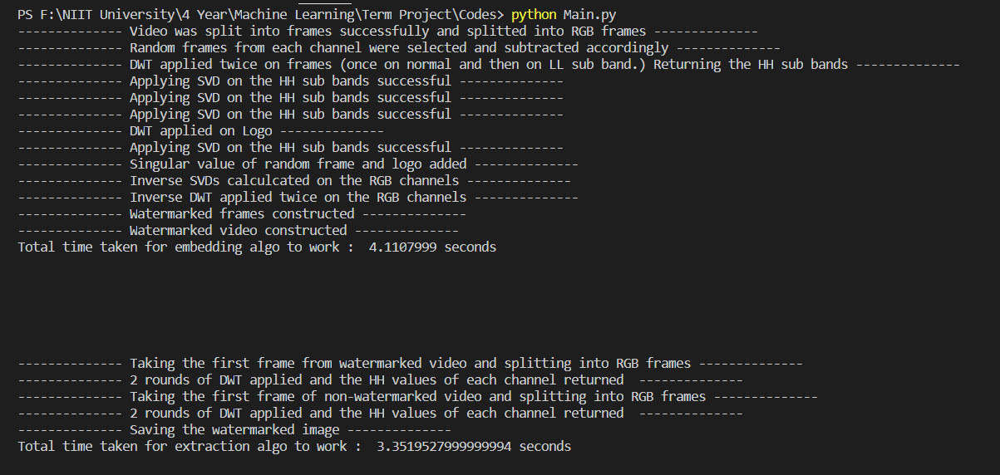 PS F:\NIIT University\4 Year\Machine Learning\Term Project\Codes> python Main.py
-------------- Video was split into frames successfully and splitted into RGB frames --------------
-------------- Random frames from each channel were selected and subtracted accordingly --------------
-------------- DWT applied twice on frames (once on normal and then on LL sub band.) Returning the HH sub bands --------------
-------------- Applying SVD on the HH sub bands successful --------------
-------------- Applying SVD on the HH sub bands successful --------------
-------------- Applying SVD on the HH sub bands successful --------------
-------------- DWT applied on Logo --------------
-------------- Applying SVD on the HH sub bands successful --------------
-------------- Singular value of random frame and logo added --------------
-------------- Inverse SVDs calculcated on the RGB channels --------------
-------------- Inverse DWT applied twice on the RGB channels --------------
-------------- Watermarked frames constructed --------------
-------------- Watermarked video constructed --------------
Total time taken for embedding algo to work :  4.1107999 seconds
-------------- Taking the first frame from watermarked video and splitting into RGB frames --------------
-------------- 2 rounds of DWT applied and the HH values of each channel returned  --------------
-------------- Taking the first frame of non-watermarked video and splitting into RGB frames --------------
-------------- 2 rounds of DWT applied and the HH values of each channel returned  --------------
-------------- Saving the watermarked image --------------
Total time taken for extraction algo to work :  3.3519527999999994 seconds